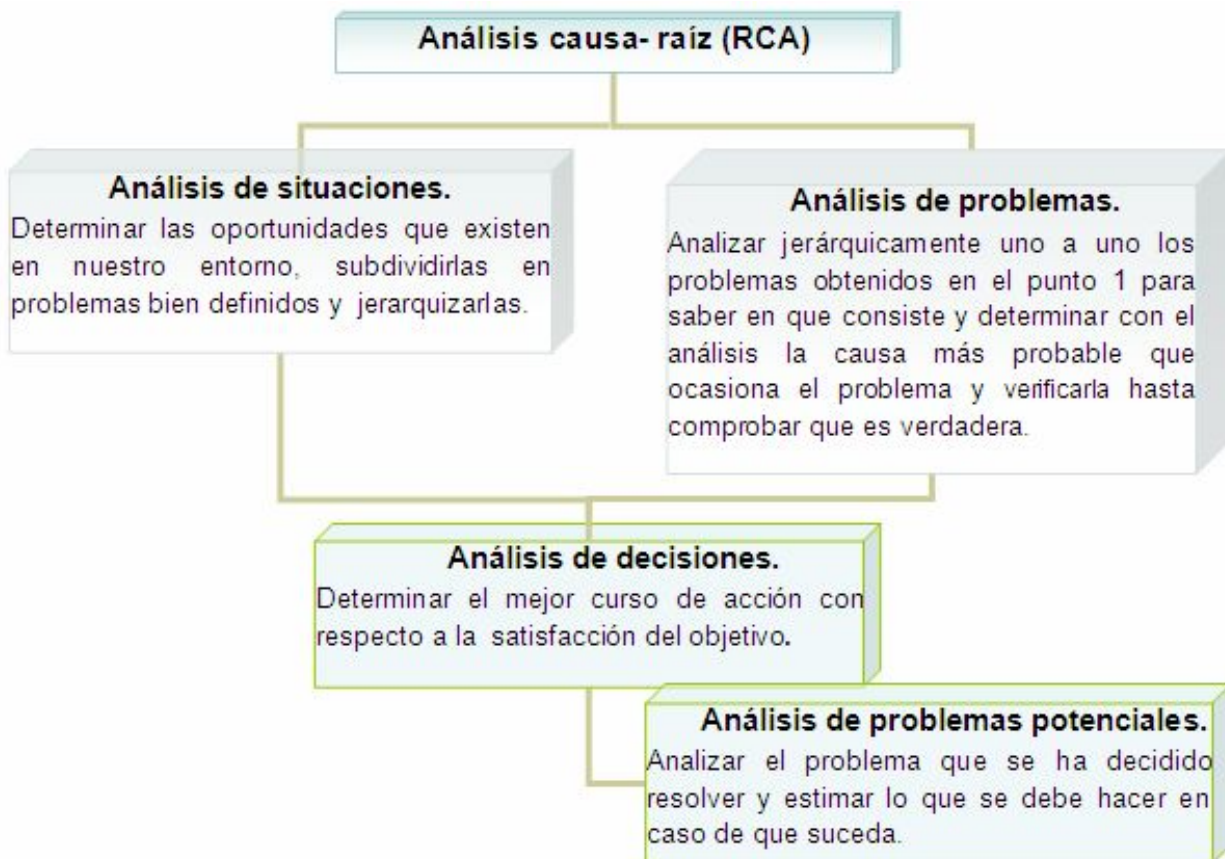 Análisis causa- raíz (RCA)
Análisis de situaciones.
Determinar las oportunidades que existen
en nuestro entorno, subdividirlas en
problemas bien definidos y jerarquizarlas.
Análisis de problemas.
Analizar jerárquicamente uno a uno los
problemas obtenidos en el punto 1 para
saber en que consiste y determinar con el
análisis la causa más probable que
ocasiona el problema y verificarla hasta
comprobar que es verdadera.
Análisis de decisiones.
Determinar el mejor curso de acción con
respecto a la satisfacción del objetivo.
Análisis de problemas potenciales.
Analizar el problema que se ha decidido
resolver y estimar lo que se debe hacer en
caso de que suceda.